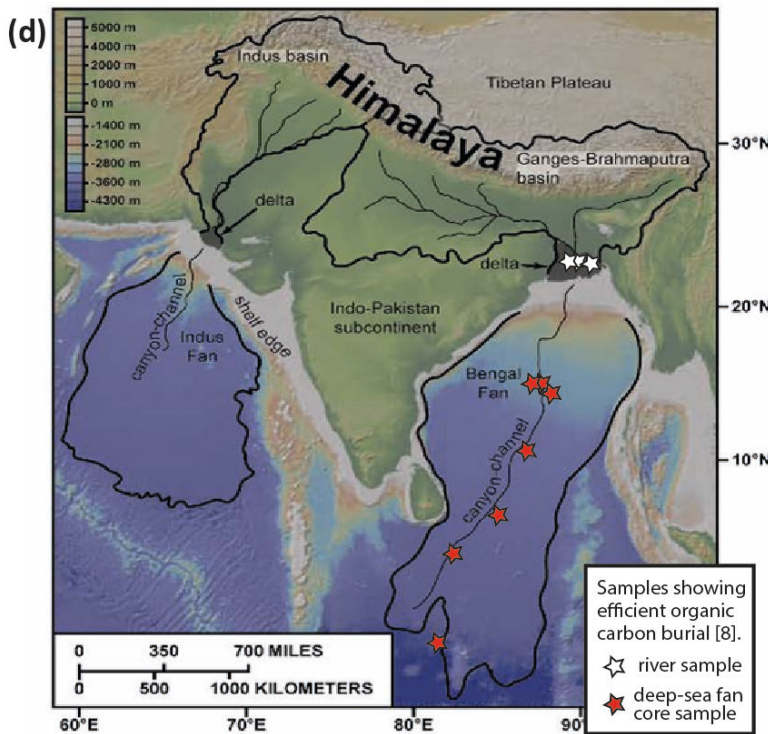 (d)
6000 m
4000 m
2000 m
1000 m
0 m
-1400 m
-2100 m
-2800 m
-3600 m
-4300 m
Indus basin
Himalaya
Tibetan Plateau
Ganges-Brahmaputra
basin
30°N
delta
delta
20°N
canyon-channel
Indus
Fan
shelf edge
Indo-Pakistan
subcontinent
Bengal
Fan
canyon-channel
10°N
0 350 700 MILES
0 500 1000 KILOMETERS
Samples showing
efficient organic
carbon burial [8].
river sample
deep-sea fan
core sample
60°E
70°E
80°E
90°